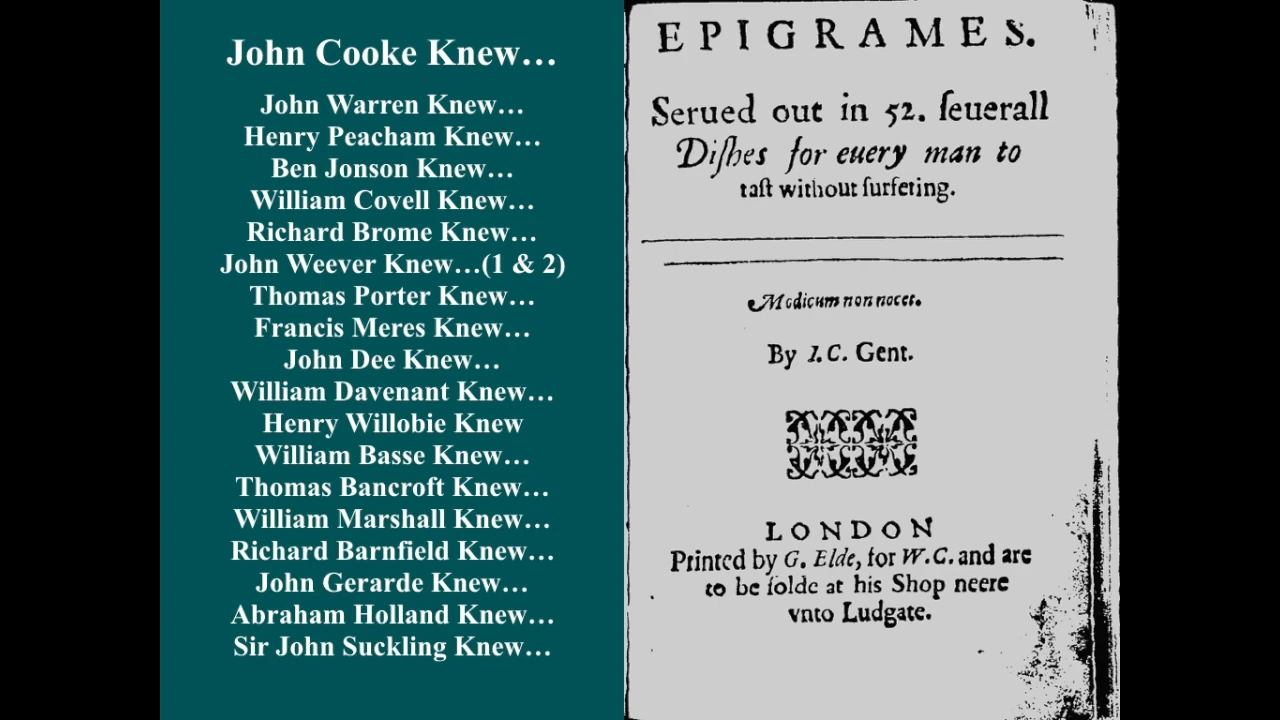 John Cooke Knew…
John Warren Knew…
Henry Peacham Knew…
Ben Jonson Knew…
William Covell Knew…
Richard Brome Knew…
John Weever Knew…(1 & 2)
Thomas Porter Knew…
Francis Meres Knew…
John Dee Knew…
William Davenant Knew…
Henry Willobie Knew
William Basse Knew…
Thomas Bancroft Knew…
William Marshall Knew…
Richard Barnfield Knew…
John Gerarde Knew…
Abraham Holland Knew…
Sir John Suckling Knew…
EPIGRAMES.
Serued out in 52. ſeuerall
Diſhes for euery man to
taſt without ſurfeting.
Modicum non nocet.
By I.C. Gent.
LONDON
Printed by G. Elde, for W.C. and are
to be ſolde at his Shop neere
vnto Ludgate.